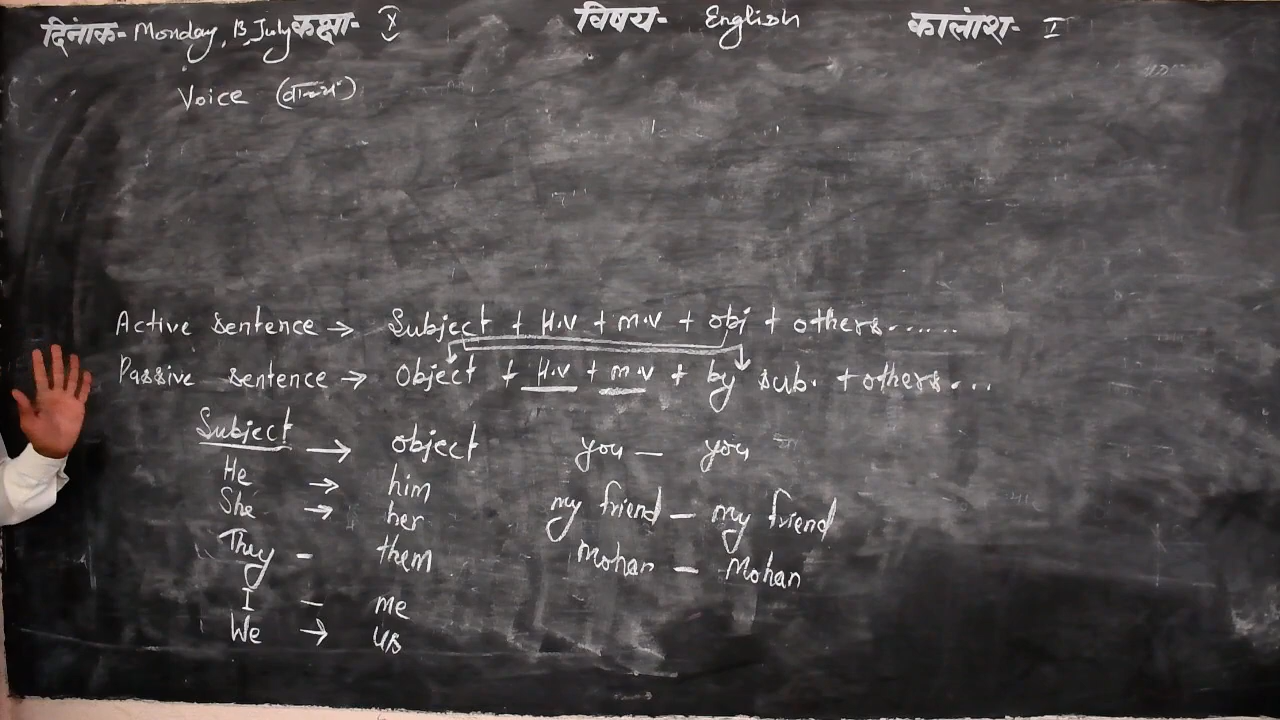 दिनांक- Monday, 13, July कक्षा- X विषय- English कालांश- I
Voice (वाच्य)
Active sentence → Subject + H.V + M.V + obj + others......
Passive sentence → Object + H.V + m.v + by sub. + others...
Subject → object you — you
He → him
She → her my friend — my friend
They - them Mohan — Mohan
I — me
We → us